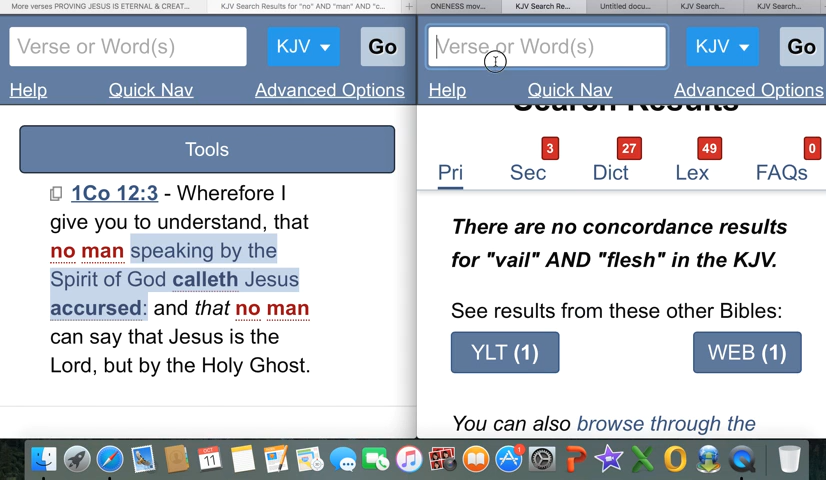 More verses PROVING JESUS IS ETERNAL & CREAT...
KJV Search Results for "no" AND "man" AND "c...
Verse or Word(s)
KJV
Go
Help
Quick Nav
Advanced Options
Tools
1Co 12:3 - Wherefore I
give you to understand, that
no man speaking by the
Spirit of God calleth Jesus
accursed: and that no man
can say that Jesus is the
Lord, but by the Holy Ghost.
ONENESS mov...
KJV Search Re...
Untitled docu...
KJV Search...
KJV Search...
Verse or Word(s)
KJV
Go
Help
Quick Nav
Advanced Options
Search Results
Pri
Sec
3
Dict
27
Lex
49
FAQs
0
There are no concordance results
for "vail" AND "flesh" in the KJV.
See results from these other Bibles:
YLT (1)
WEB (1)
You can also browse through the
OCT
11
1